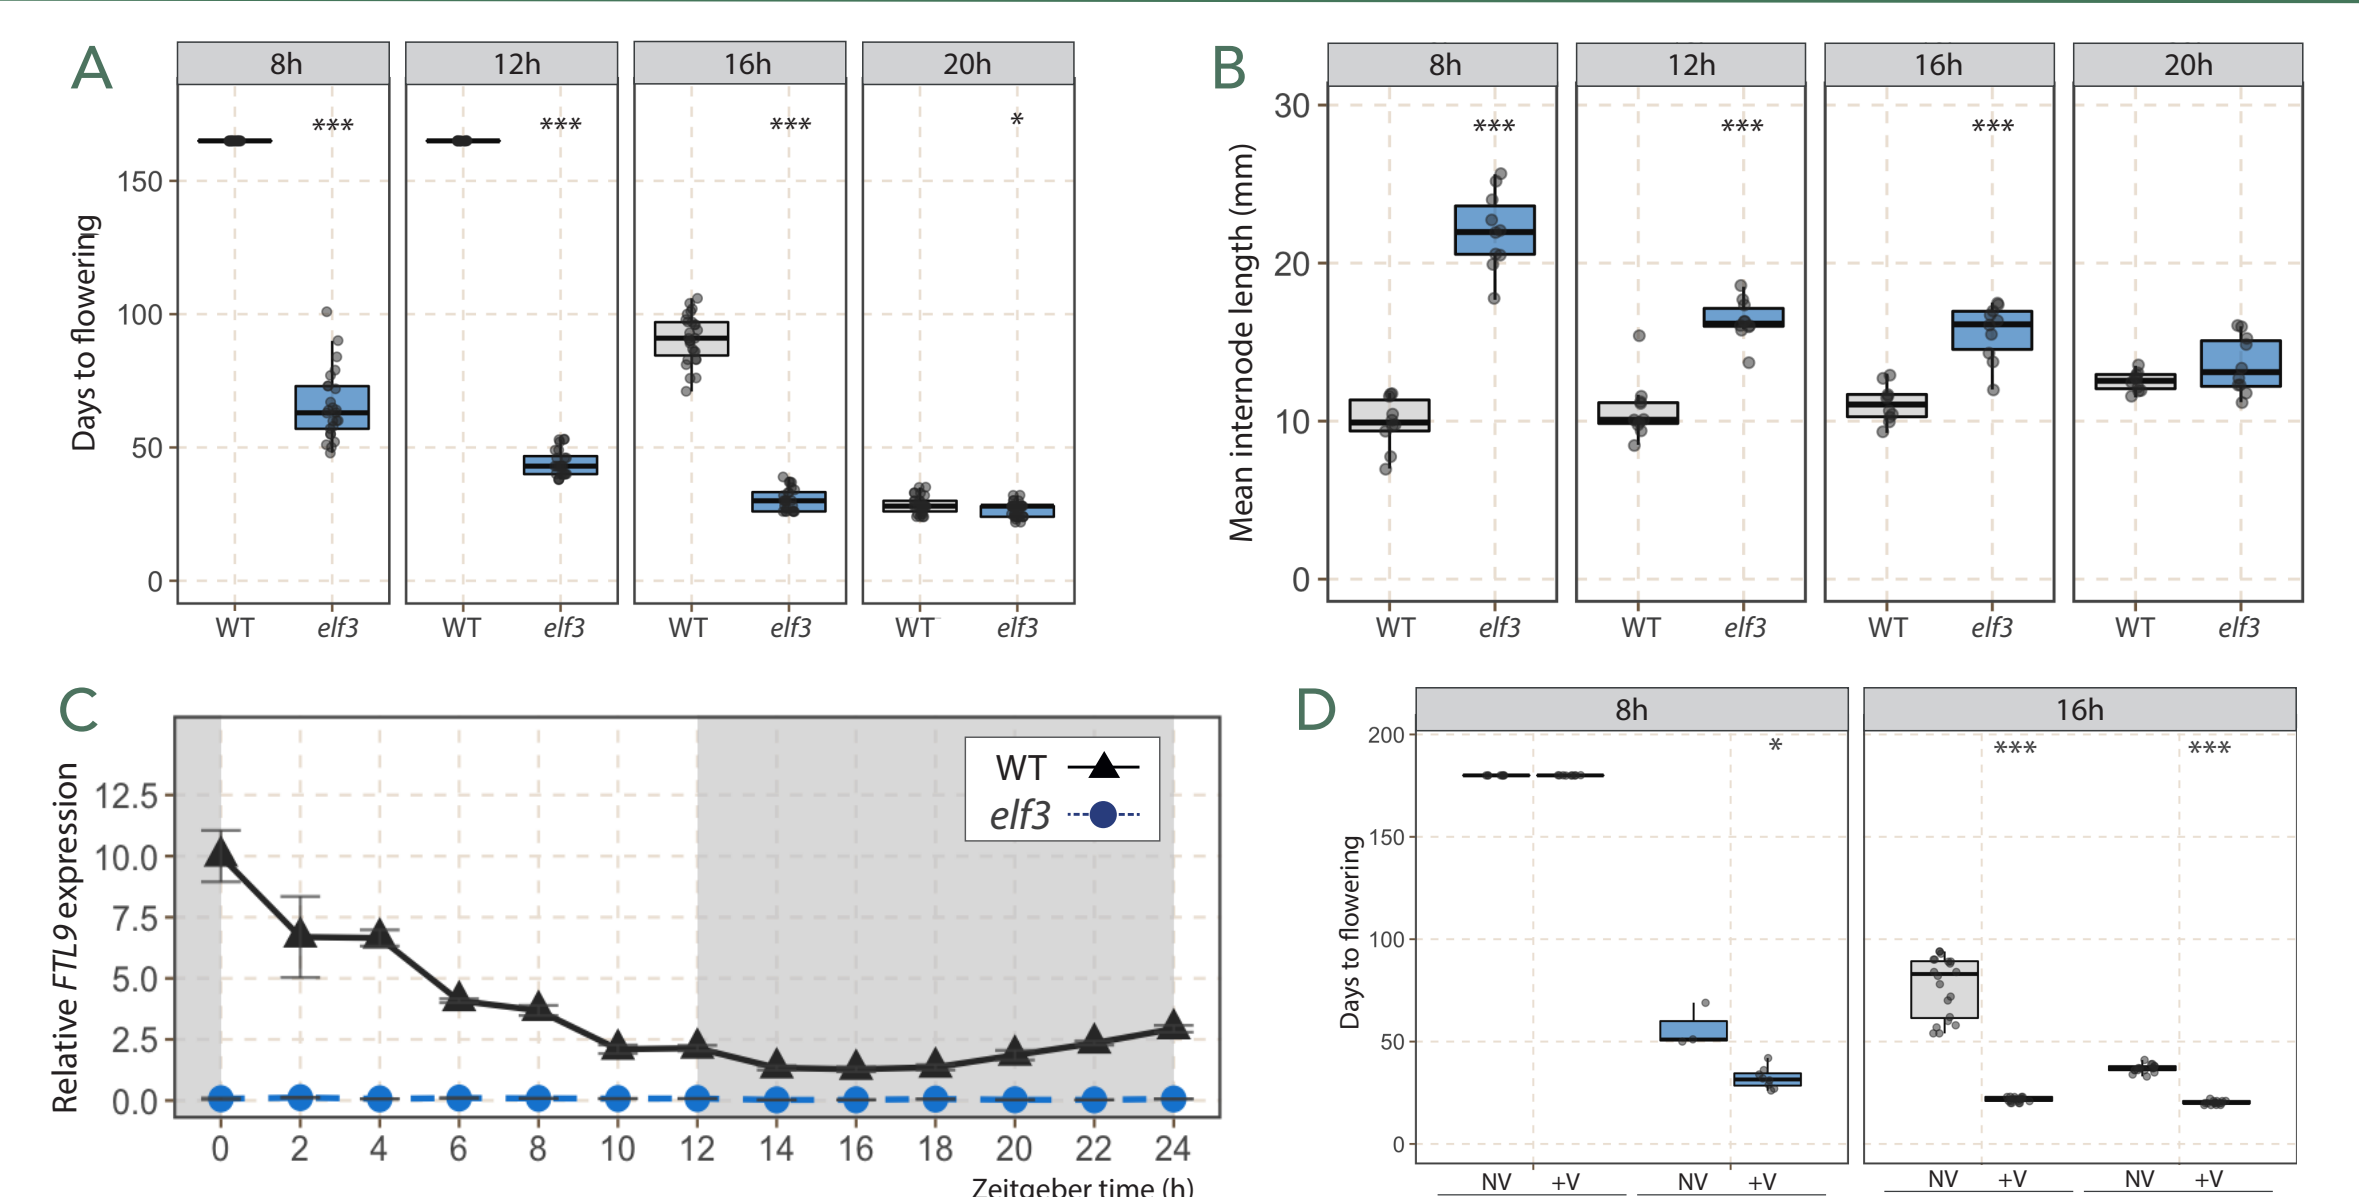 A
8h 12h 16h 20h
*** *** *** *
Days to flowering
150
100
50
0
WT elf3 WT elf3 WT elf3 WT elf3
B
8h 12h 16h 20h
*** *** ***
Mean internode length (mm)
30
20
10
0
WT elf3 WT elf3 WT elf3 WT elf3
C
Relative FTL9 expression
12.5
10.0
7.5
5.0
2.5
0.0
WT
elf3
0 2 4 6 8 10 12 14 16 18 20 22 24
Zeitgeber time (h)
D
8h 16h
* *** ***
Days to flowering
200
150
100
50
0
NV +V NV +V NV +V NV +V